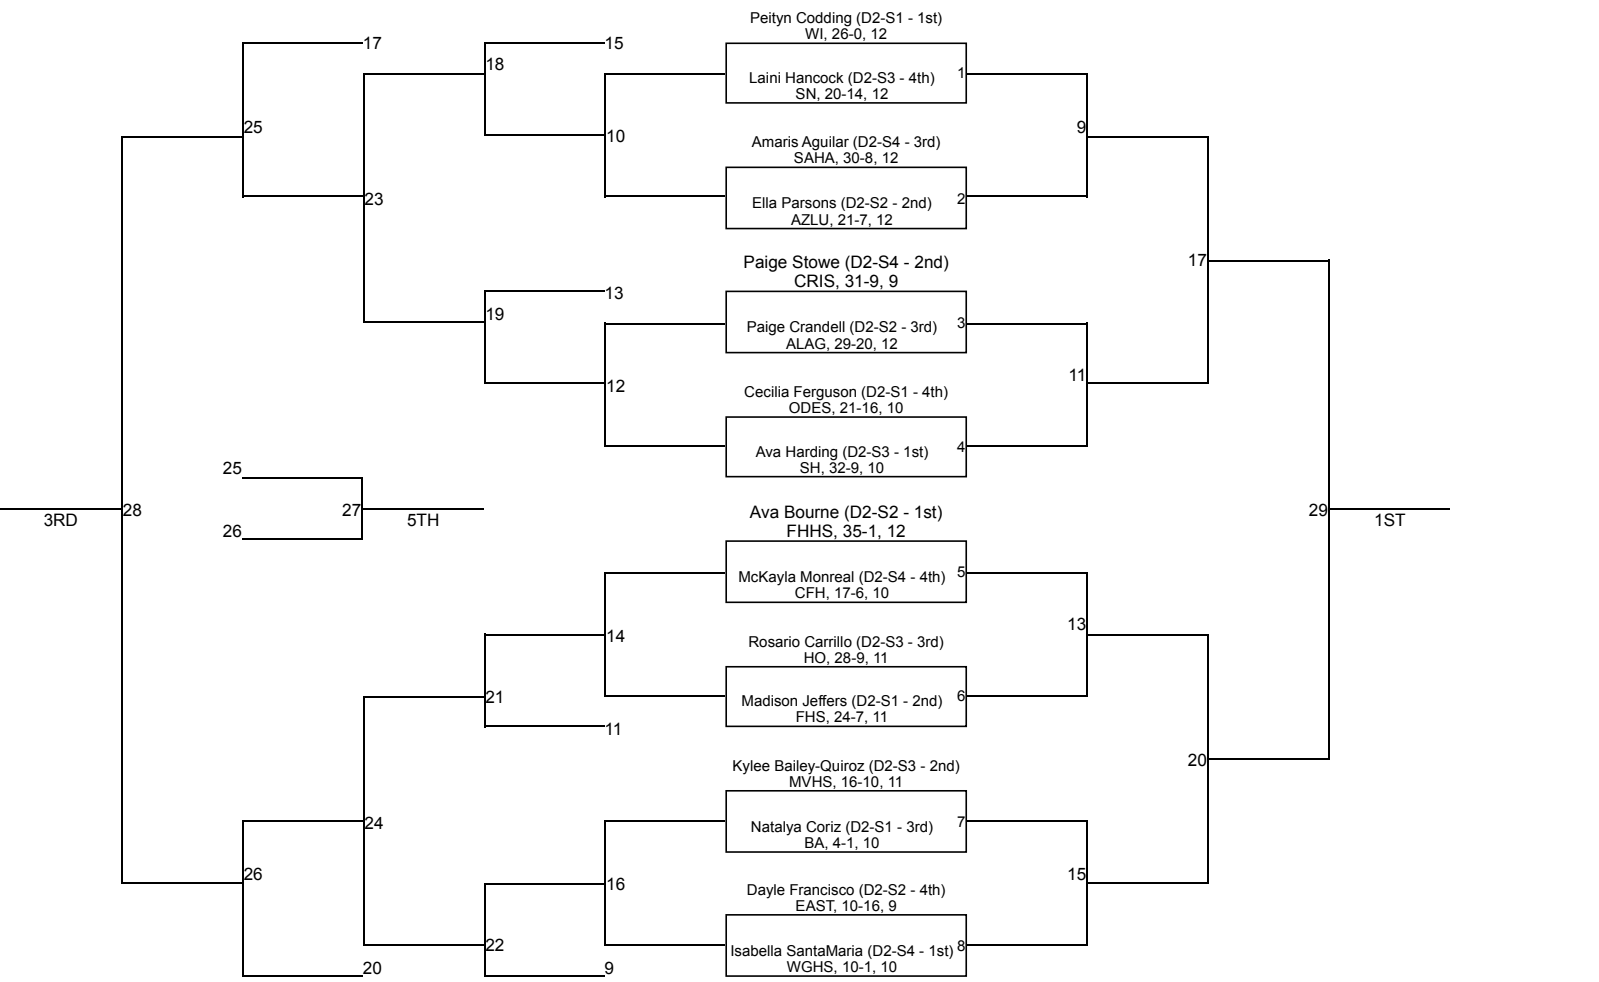 Peityn Codding (D2-S1 - 1st)
WI, 26-0, 12
17
15
18
Laini Hancock (D2-S3 - 4th)
1
SN, 20-14, 12
25
9
10
Amaris Aguilar (D2-S4 - 3rd)
SAHA, 30-8, 12
23
Ella Parsons (D2-S2 - 2nd)
2
AZLU, 21-7, 12
Paige Stowe (D2-S4 - 2nd)
17
CRIS, 31-9, 9
13
19
Paige Crandell (D2-S2 - 3rd)
3
ALAG, 29-20, 12
11
12
Cecilia Ferguson (D2-S1 - 4th)
ODES, 21-16, 10
Ava Harding (D2-S3 - 1st)
4
SH, 32-9, 10
25
28
27
29
3RD
5TH
1ST
26
Ava Bourne (D2-S2 - 1st)
FHHS, 35-1, 12
McKayla Monreal (D2-S4 - 4th)
5
CFH, 17-6, 10
13
14
Rosario Carrillo (D2-S3 - 3rd)
HO, 28-9, 11
21
Madison Jeffers (D2-S1 - 2nd)
6
FHS, 24-7, 11
11
20
Kylee Bailey-Quiroz (D2-S3 - 2nd)
MVHS, 16-10, 11
24
Natalya Coriz (D2-S1 - 3rd)
7
BA, 4-1, 10
26
15
16
Dayle Francisco (D2-S2 - 4th)
EAST, 10-16, 9
22
Isabella SantaMaria (D2-S4 - 1st)
8
WGHS, 10-1, 10
20
9